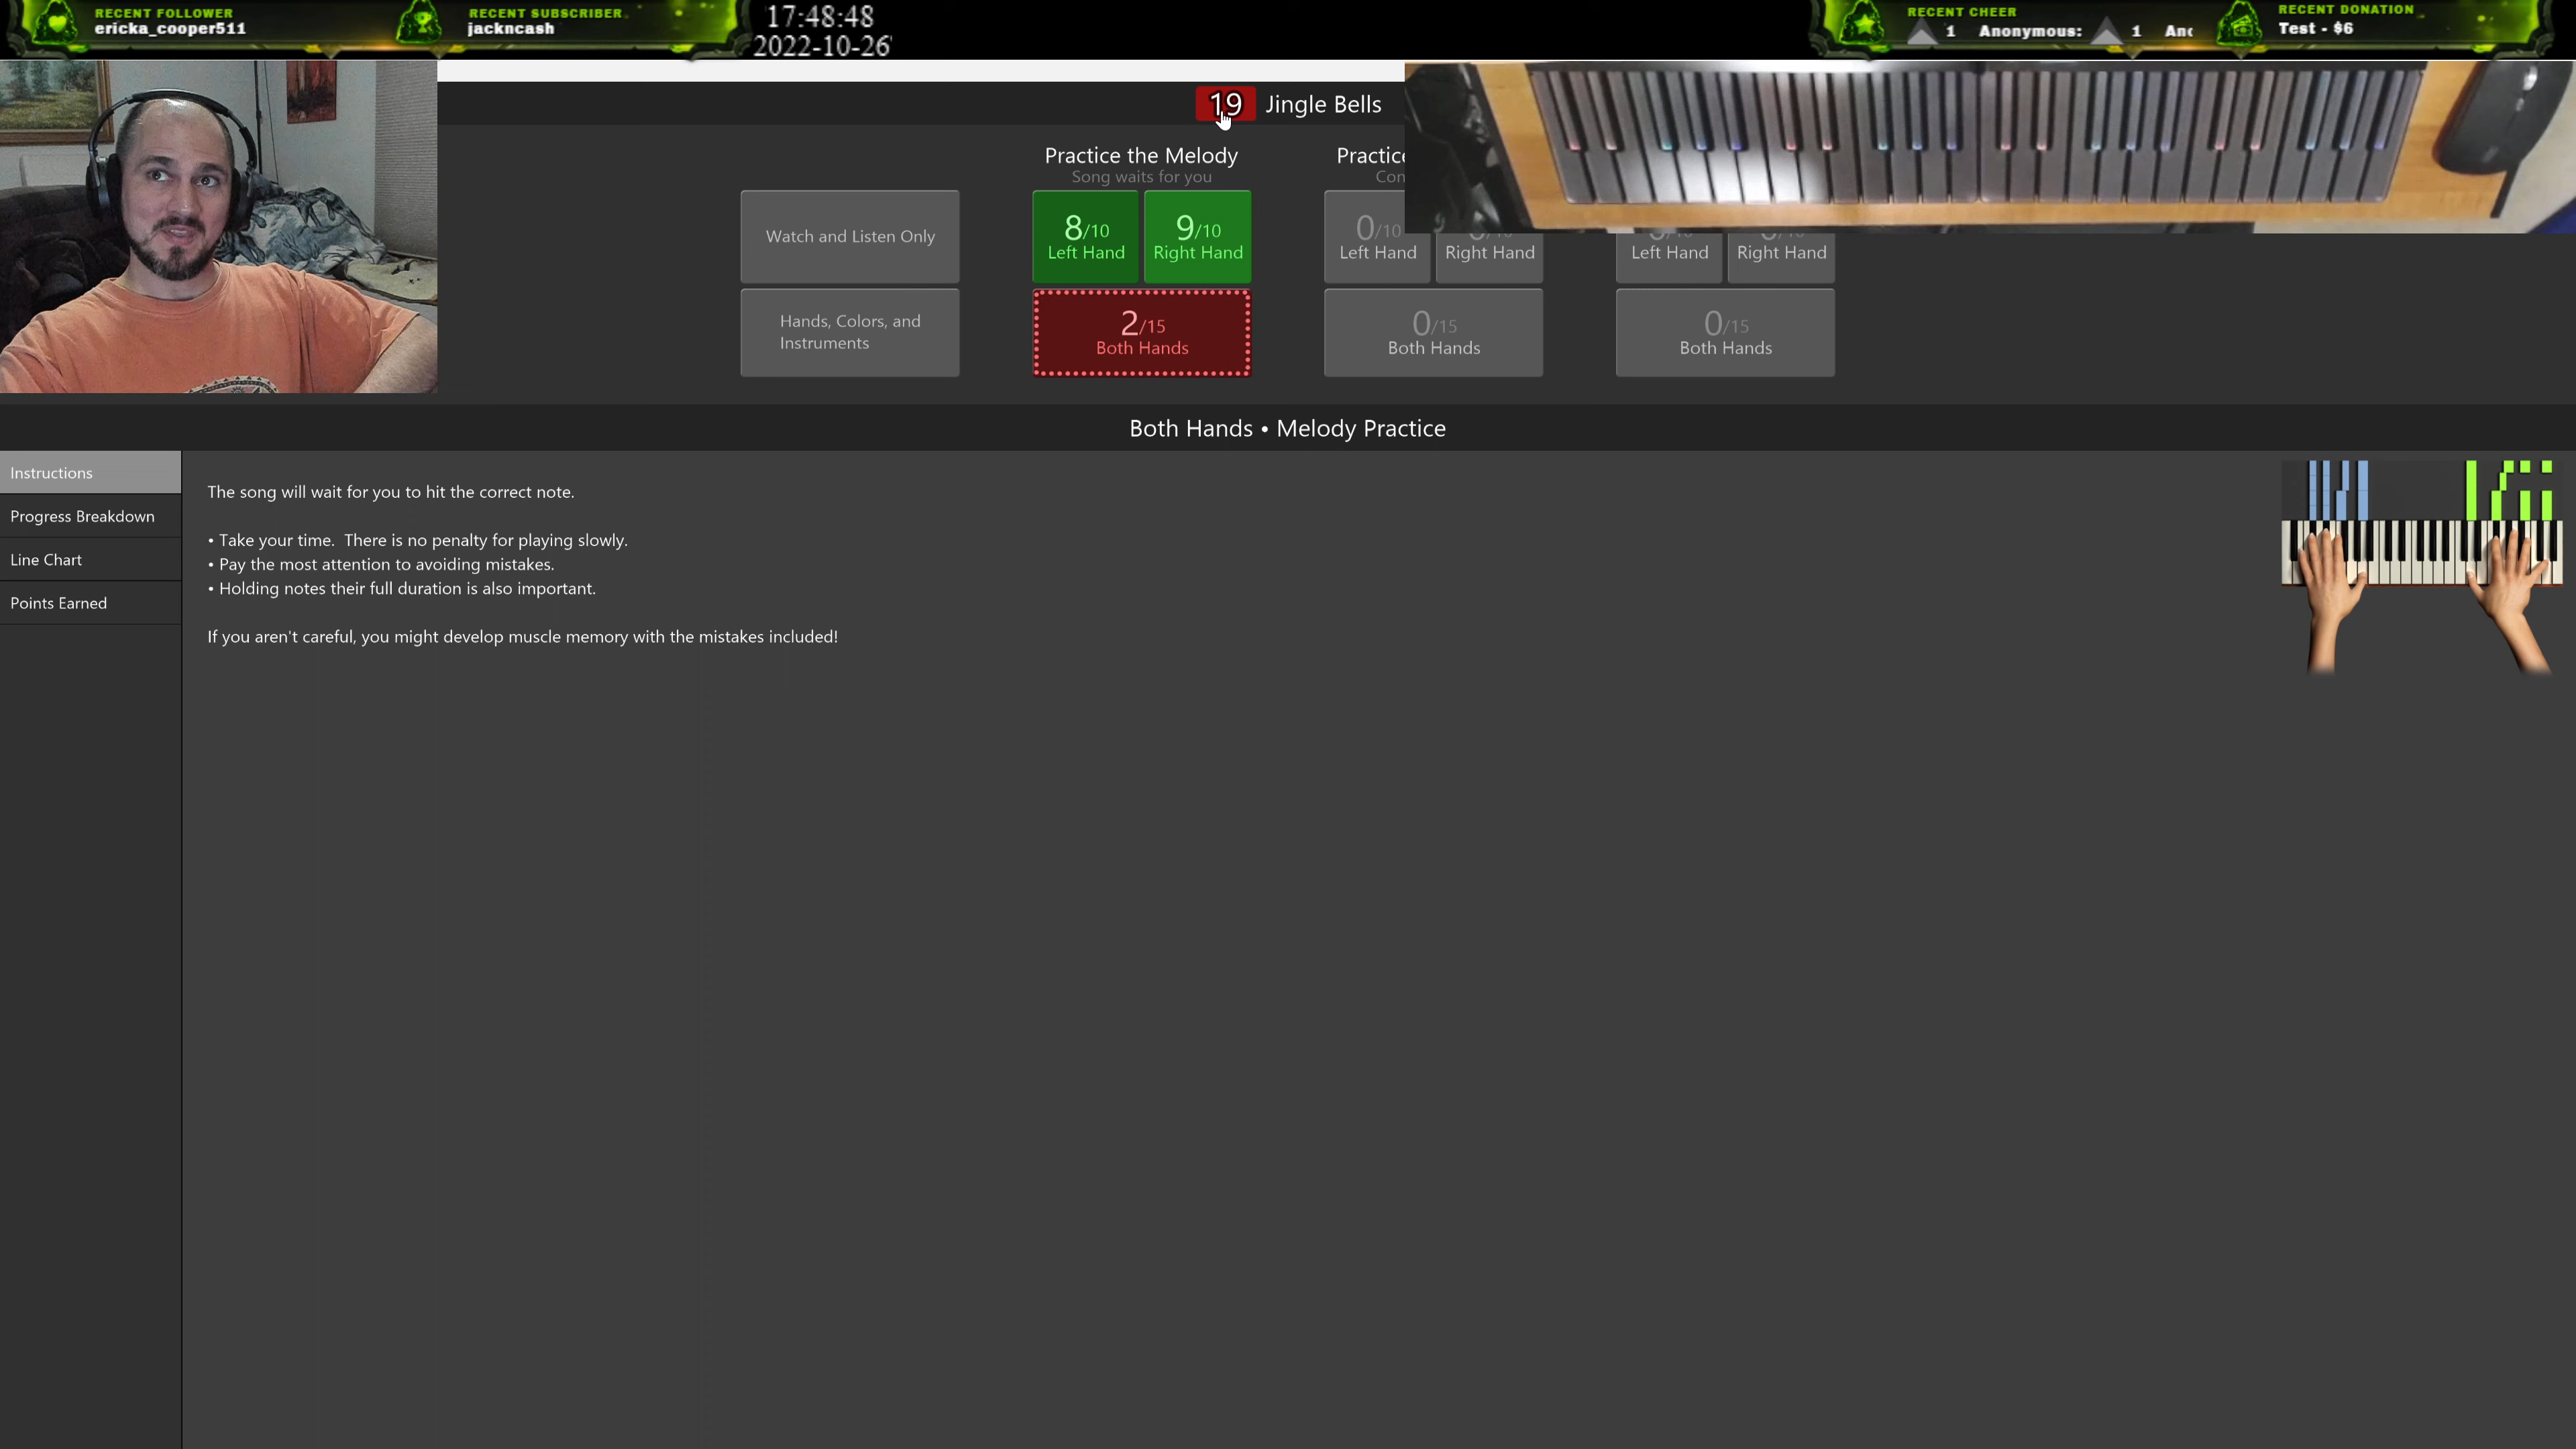 RECENT FOLLOWER
ericka_cooper511
RECENT SUBSCRIBER
jackncash
17:48:48
2022-10-26
RECENT CHEER
1 Anonymous: 1
RECENT DONATION
Test - $6
19 Jingle Bells
Practice the Melody
Song waits for you
Watch and Listen Only
8/10
Left Hand
9/10
Right Hand
0/10
Left Hand
Right Hand
Left Hand
Right Hand
Hands, Colors, and
Instruments
2/15
Both Hands
0/15
Both Hands
0/15
Both Hands
Both Hands • Melody Practice
Instructions
Progress Breakdown
Line Chart
Points Earned
The song will wait for you to hit the correct note.
• Take your time. There is no penalty for playing slowly.
• Pay the most attention to avoiding mistakes.
• Holding notes their full duration is also important.
If you aren't careful, you might develop muscle memory with the mistakes included!